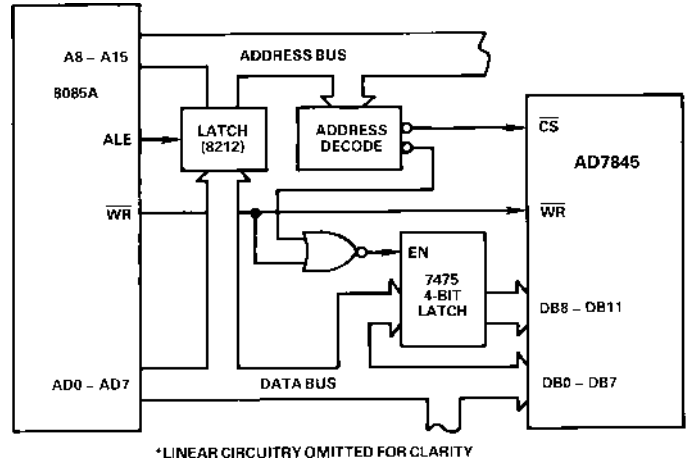 A8 – A15
ADDRESS BUS
8085A
ALE
LATCH
(8212)
ADDRESS
DECODE
CS
AD7845
WR
WR
EN
7475
4-BIT
LATCH
DB8 – DB11
AD0 – AD7
DATA BUS
DB0 – DB7
*LINEAR CIRCUITRY OMITTED FOR CLARITY